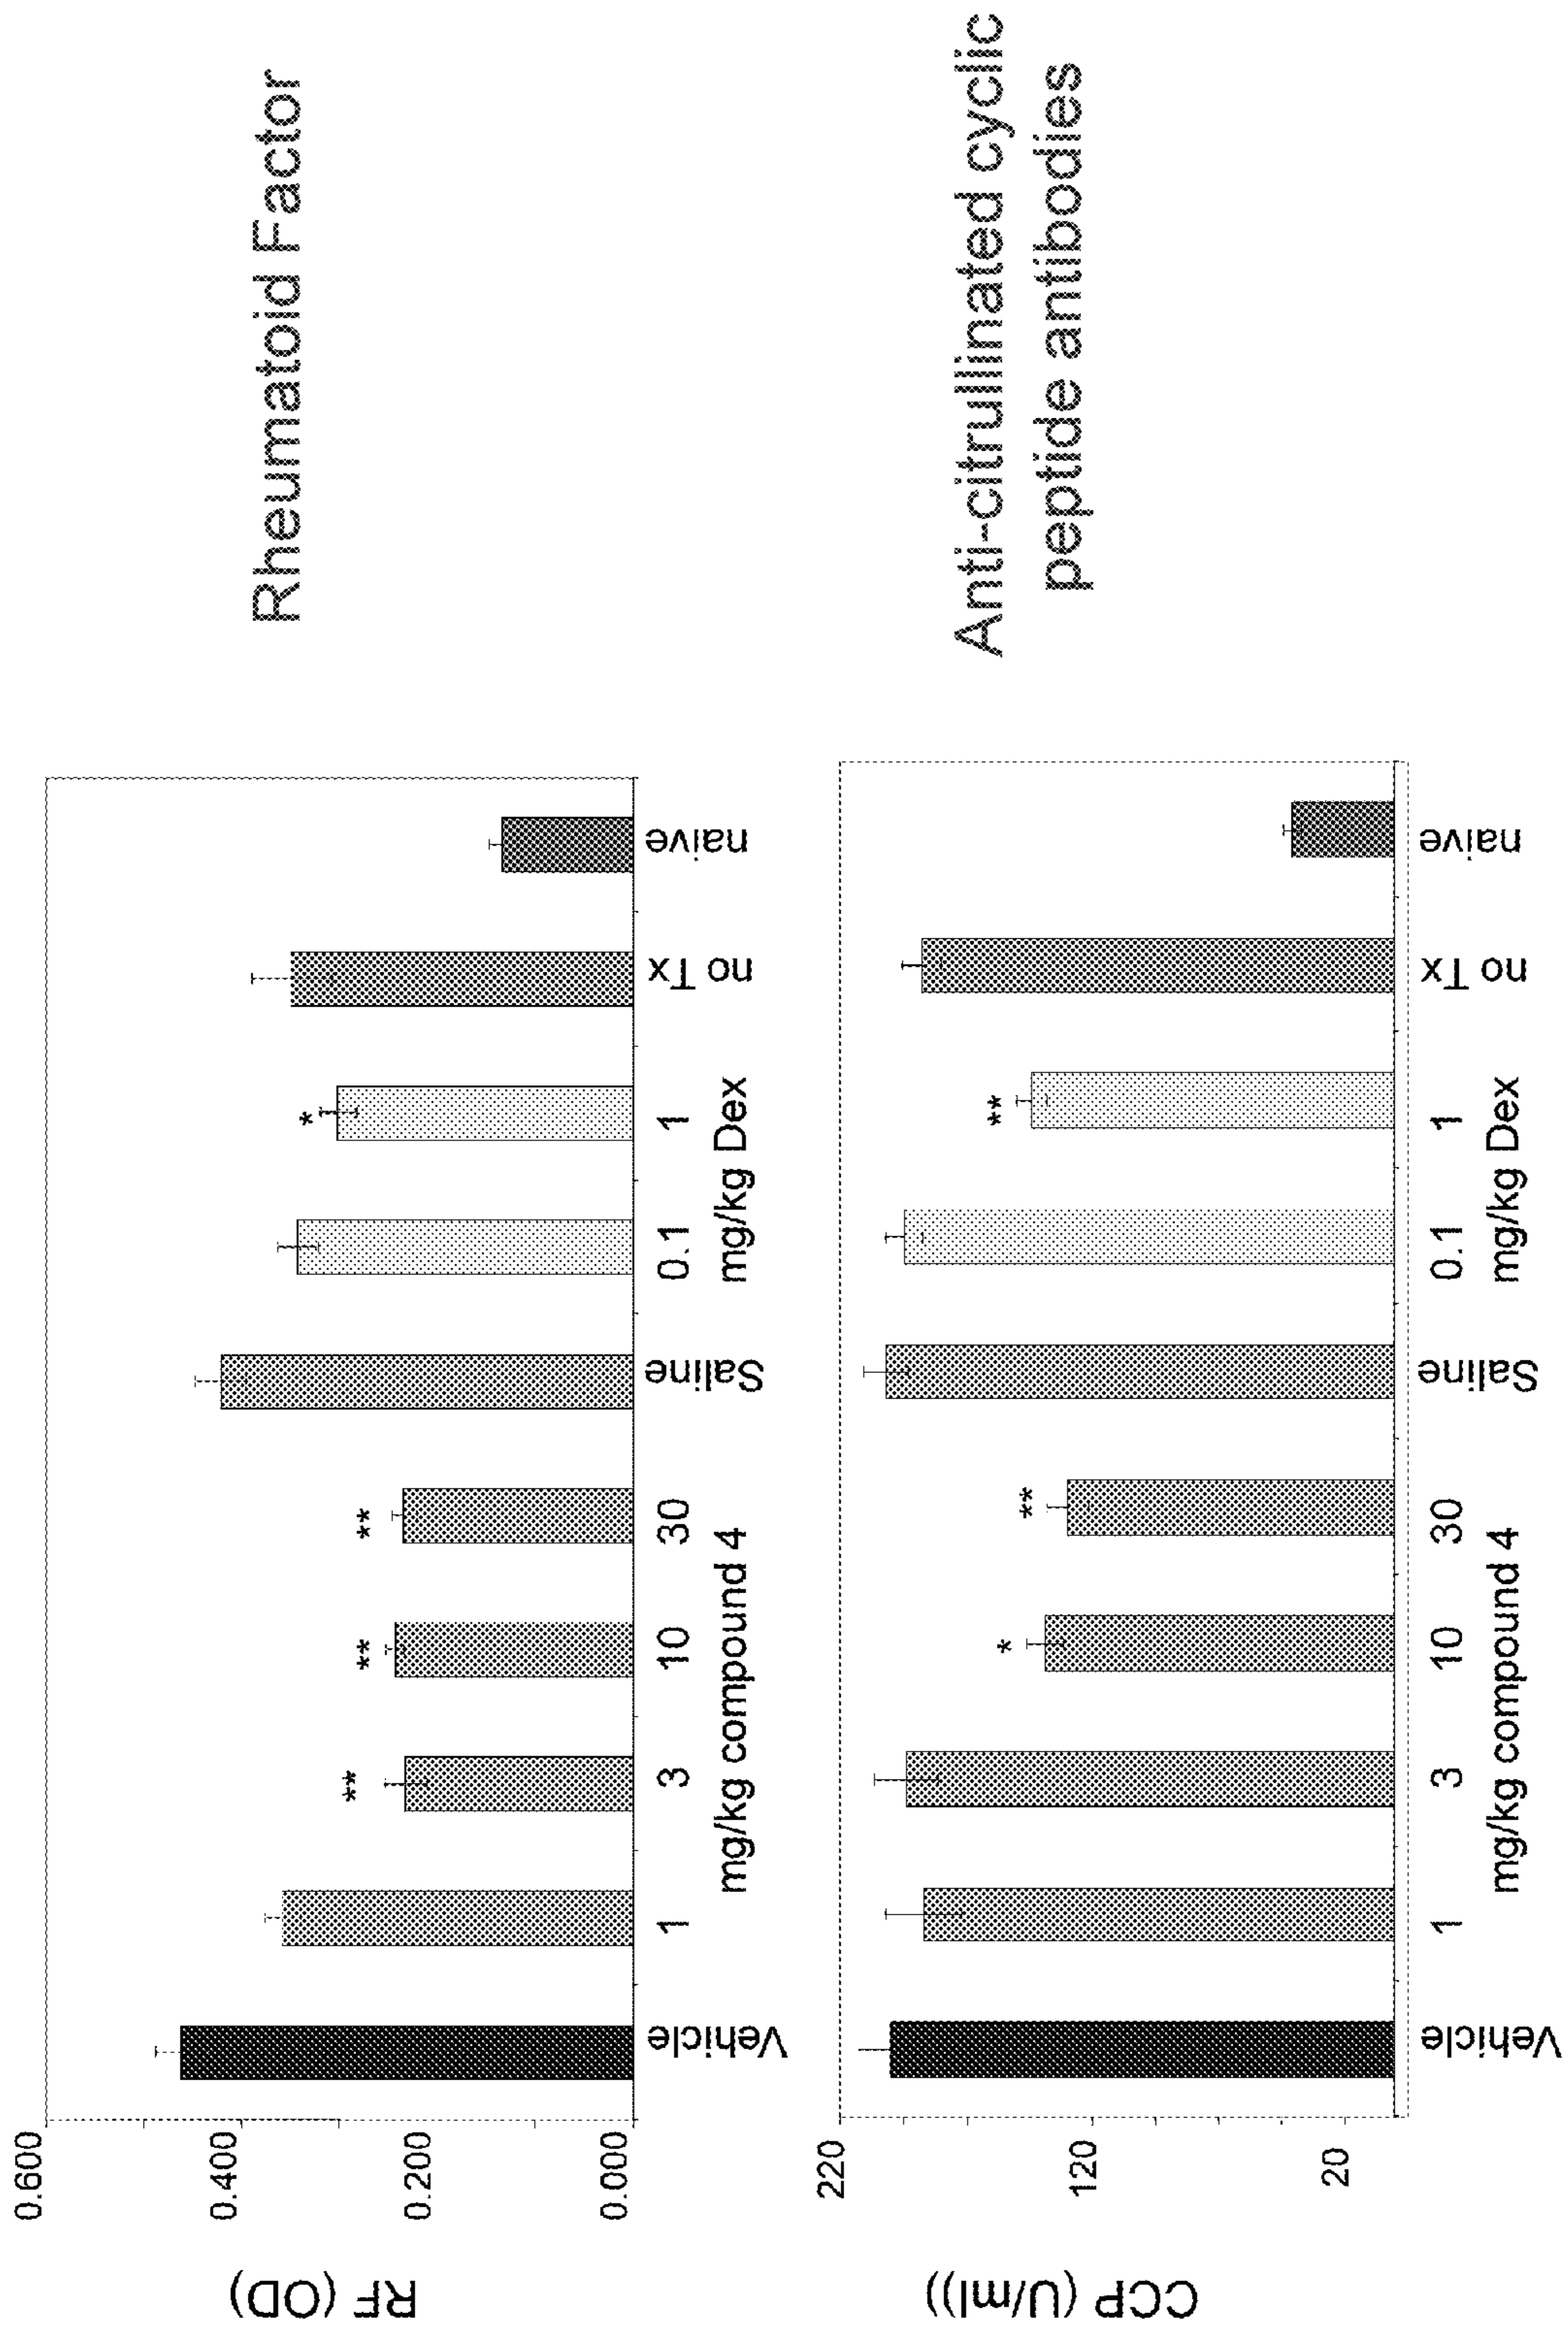 Rheumatoid Factor
RF (OD)
0.600
0.400
0.200
0.000
** ** ** *
Vehicle 1 3 10 30 Saline 0.1 1 no Tx naive
mg/kg compound 4 mg/kg Dex
Anti-citrullinated cyclic
peptide antibodies
CCP (U/ml))
220
120
20
* ** **
Vehicle 1 3 10 30 Saline 0.1 1 no Tx naive
mg/kg compound 4 mg/kg Dex